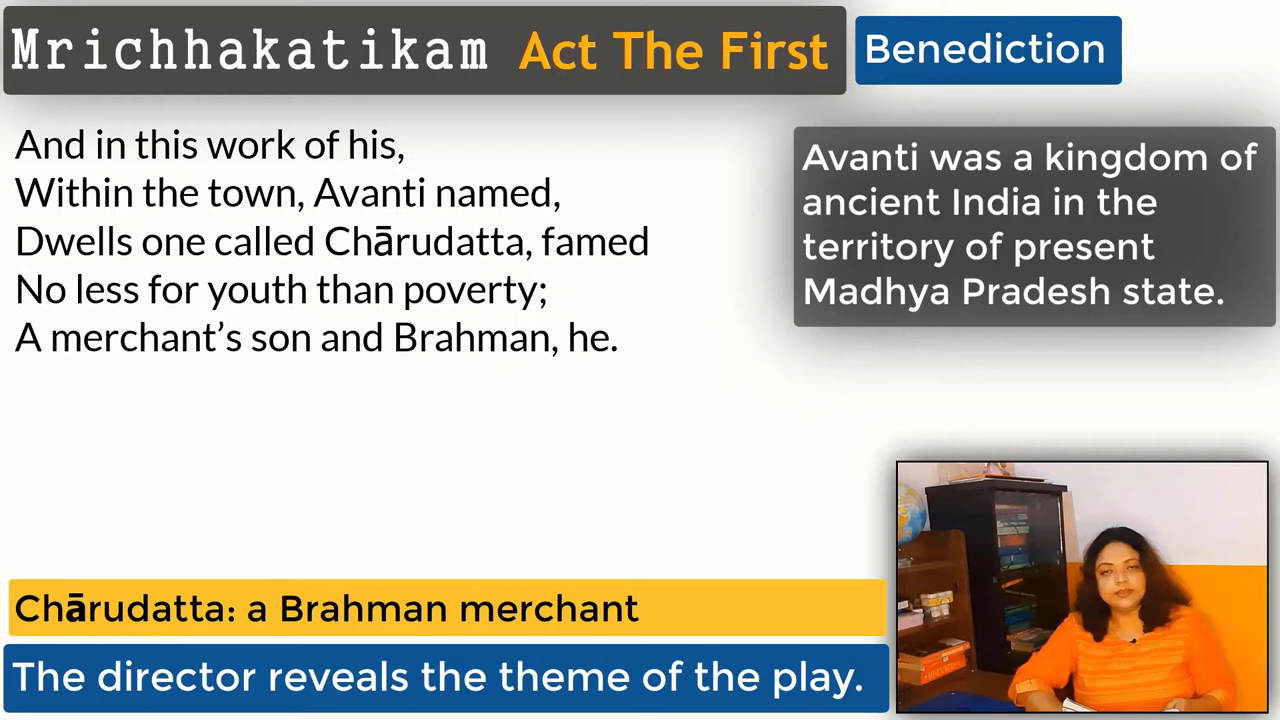 Mrichhakatikam Act The First
Benediction
And in this work of his,
Within the town, Avanti named,
Dwells one called Chārudatta, famed
No less for youth than poverty;
A merchant’s son and Brahman, he.
Avanti was a kingdom of
ancient India in the
territory of present
Madhya Pradesh state.
Chārudatta: a Brahman merchant
The director reveals the theme of the play.